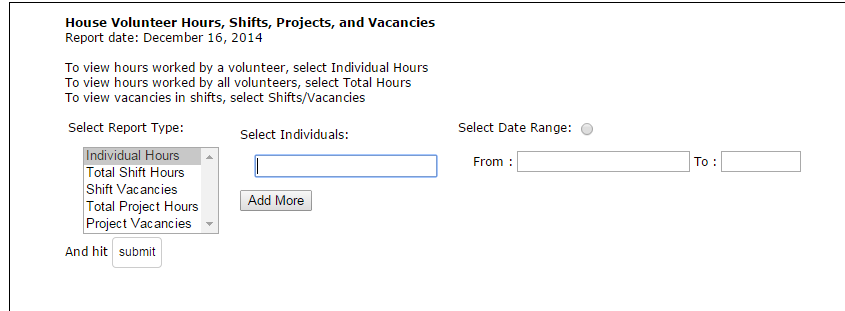 House Volunteer Hours, Shifts, Projects, and Vacancies
Report date: December 16, 2014
To view hours worked by a volunteer, select Individual Hours
To view hours worked by all volunteers, select Total Hours
To view vacancies in shifts, select Shifts/Vacancies
Select Report Type:
Individual Hours
Total Shift Hours
Shift Vacancies
Total Project Hours
Project Vacancies
Select Individuals:
Add More
Select Date Range:
From : To :
And hit submit